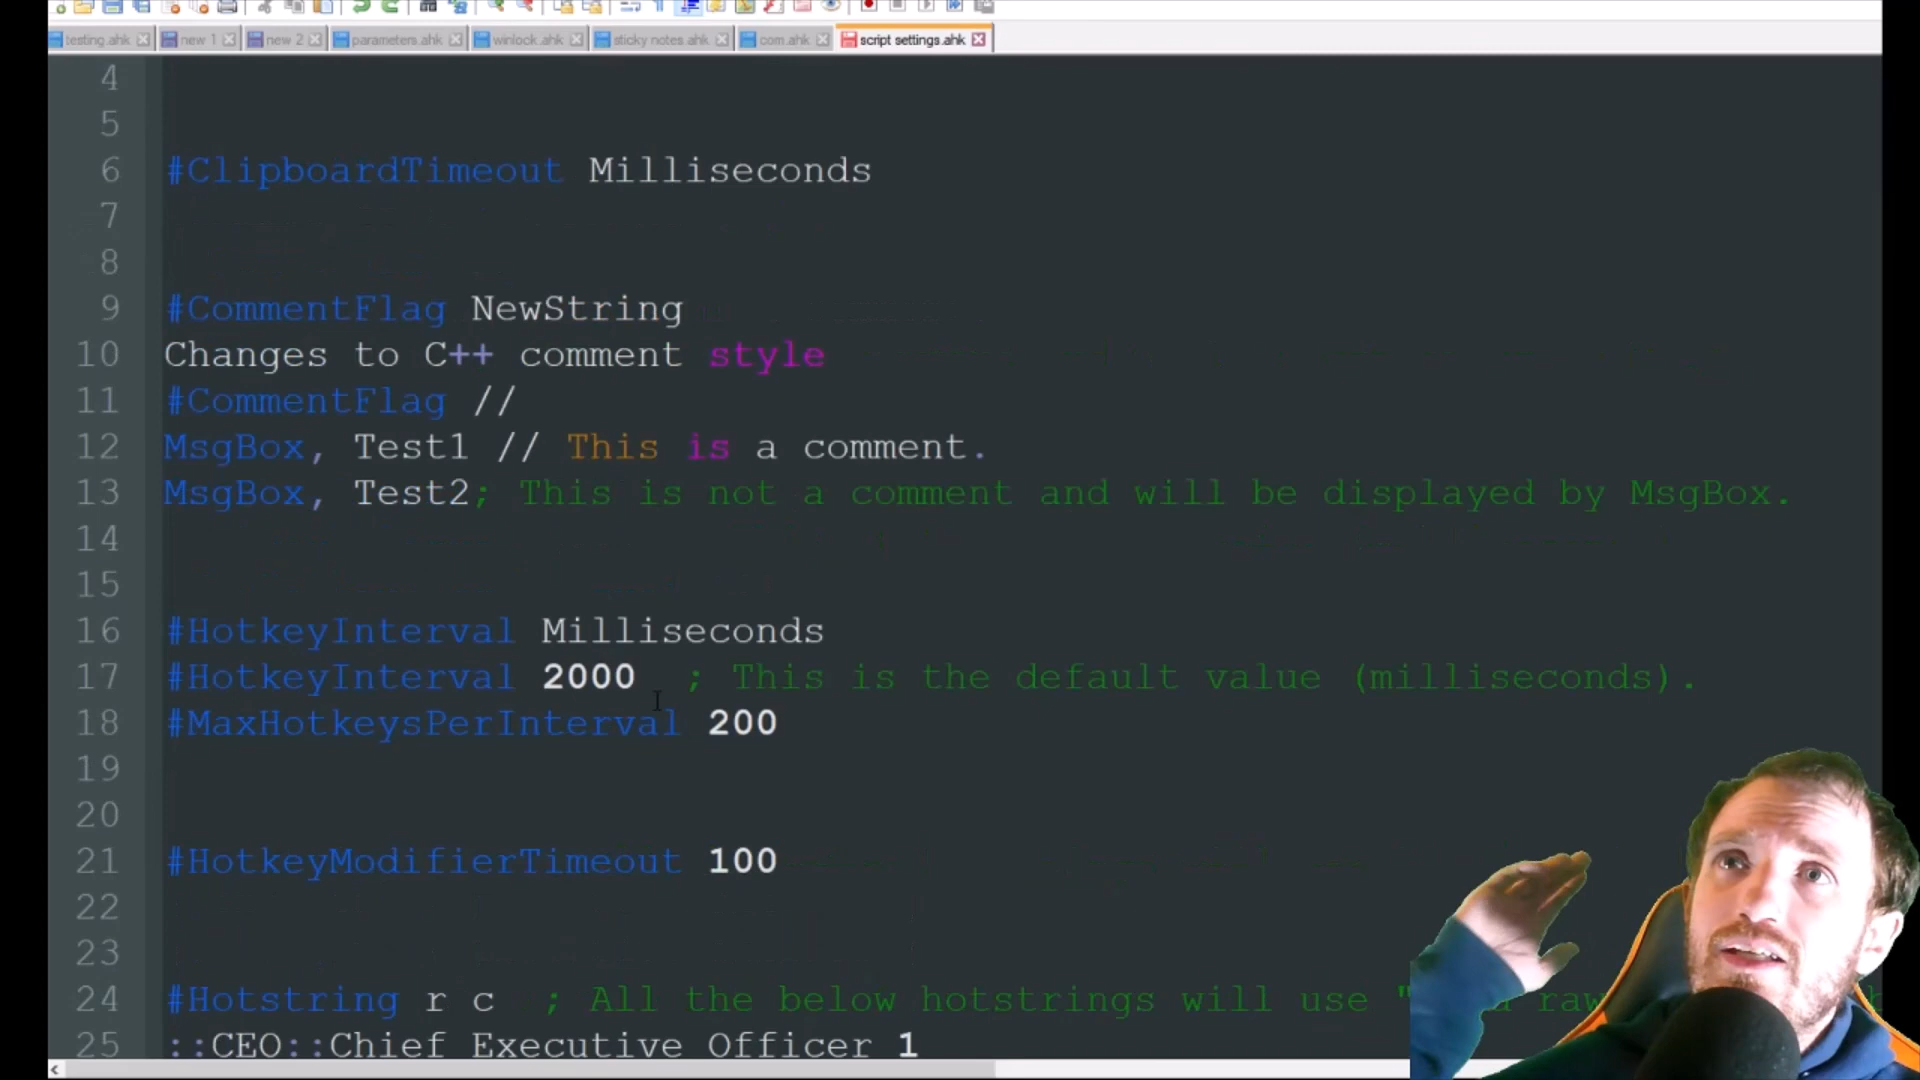 testing.ahk new 1 new 2 parameters.ahk winlock.ahk sticky notes.ahk com.ahk script settings.ahk
4
5
6 #ClipboardTimeout Milliseconds
7
8
9 #CommentFlag NewString
10 Changes to C++ comment style
11 #CommentFlag //
12 MsgBox, Test1 // This is a comment.
13 MsgBox, Test2; This is not a comment and will be displayed by MsgBox.
14
15
16 #HotkeyInterval Milliseconds
17 #HotkeyInterval 2000 ; This is the default value (milliseconds).
18 #MaxHotkeysPerInterval 200
19
20
21 #HotkeyModifierTimeout 100
22
23
24 #Hotstring r c ; All the below hotstrings will use " raw
25 ::CEO::Chief Executive Officer 1